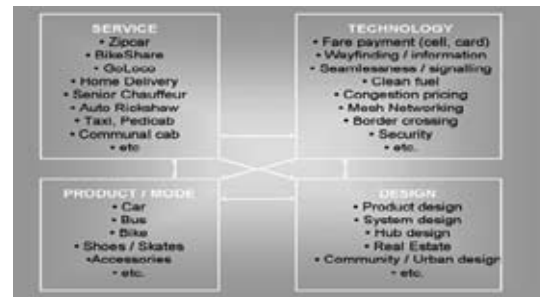 SERVICE
• Zipcar
• BikeShare
• GoLoco
• Home Delivery
• Senior Chauffeur
• Auto Rickshaw
• Taxi, Pedicab
• Communal cab
• etc
TECHNOLOGY
• Fare payment (cell, card)
• Wayfinding / information
• Seamlessness / signalling
• Clean fuel
• Congestion pricing
• Mesh Networking
• Border crossing
• Security
• etc.
PRODUCT / MODE
• Car
• Bus
• Bike
• Shoes / Skates
•Accessories
• etc.
DESIGN
• Product design
• System design
• Hub design
• Real Estate
• Community / Urban design
• etc.